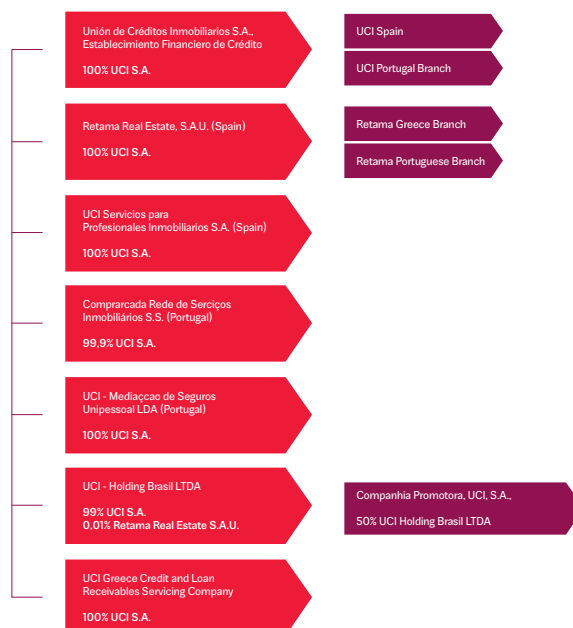 Unión de Créditos Inmobiliarios S.A.,
Establecimiento Financiero de Crédito
100% UCI S.A.
UCI Spain
UCI Portugal Branch
Retama Real Estate, S.A.U. (Spain)
100% UCI S.A.
Retama Greece Branch
Retama Portuguese Branch
UCI Servicios para
Profesionales Inmobiliarios S.A. (Spain)
100% UCI S.A.
Comprarcada Rede de Serciços
Inmobiliários S.S. (Portugal)
99,9% UCI S.A.
UCI - Mediaçcao de Seguros
Unipessoal LDA (Portugal)
100% UCI S.A.
UCI - Holding Brasil LTDA
99% UCI S.A.
0,01% Retama Real Estate S.A.U.
Companhia Promotora, UCI, S.A.,
50% UCI Holding Brasil LTDA
UCI Greece Credit and Loan
Receivables Servicing Company
100% UCI S.A.